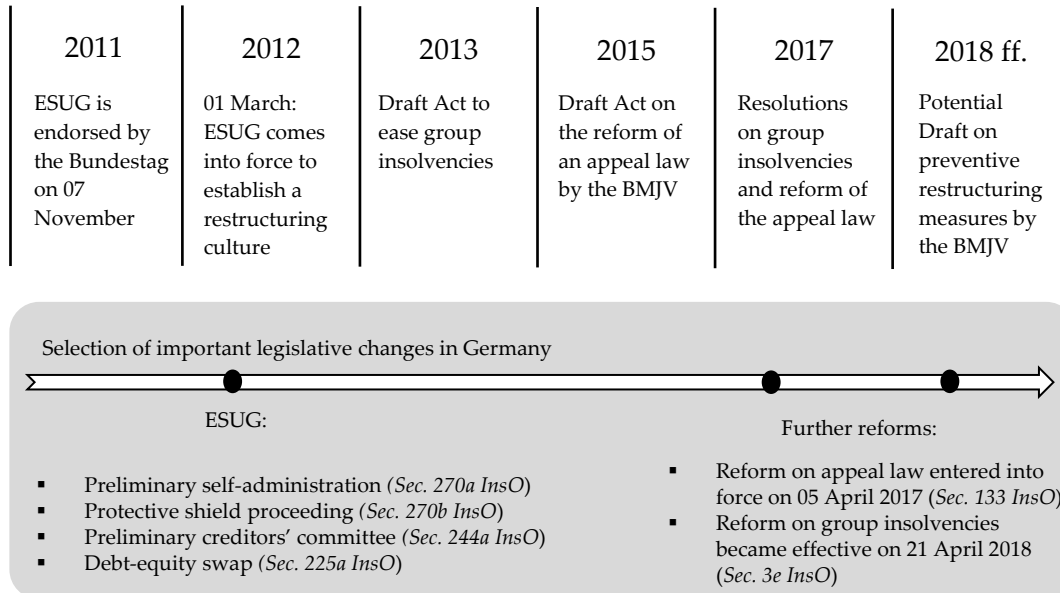 2011
ESUG is
endorsed by
the Bundestag
on 07
November
2012
01 March:
ESUG comes
into force to
establish a
restructuring
culture
2013
Draft Act to
ease group
insolvencies
2015
Draft Act on
the reform of
an appeal law
by the BMJV
2017
Resolutions
on group
insolvencies
and reform of
the appeal law
2018 ff.
Potential
Draft on
preventive
restructuring
measures by
the BMJV
Selection of important legislative changes in Germany
ESUG:
▪ Preliminary self-administration (Sec. 270a InsO)
▪ Protective shield proceeding (Sec. 270b InsO)
▪ Preliminary creditors' committee (Sec. 244a InsO)
▪ Debt-equity swap (Sec. 225a InsO)
Further reforms:
▪ Reform on appeal law entered into
force on 05 April 2017 (Sec. 133 InsO)
▪ Reform on group insolvencies
became effective on 21 April 2018
(Sec. 3e InsO)